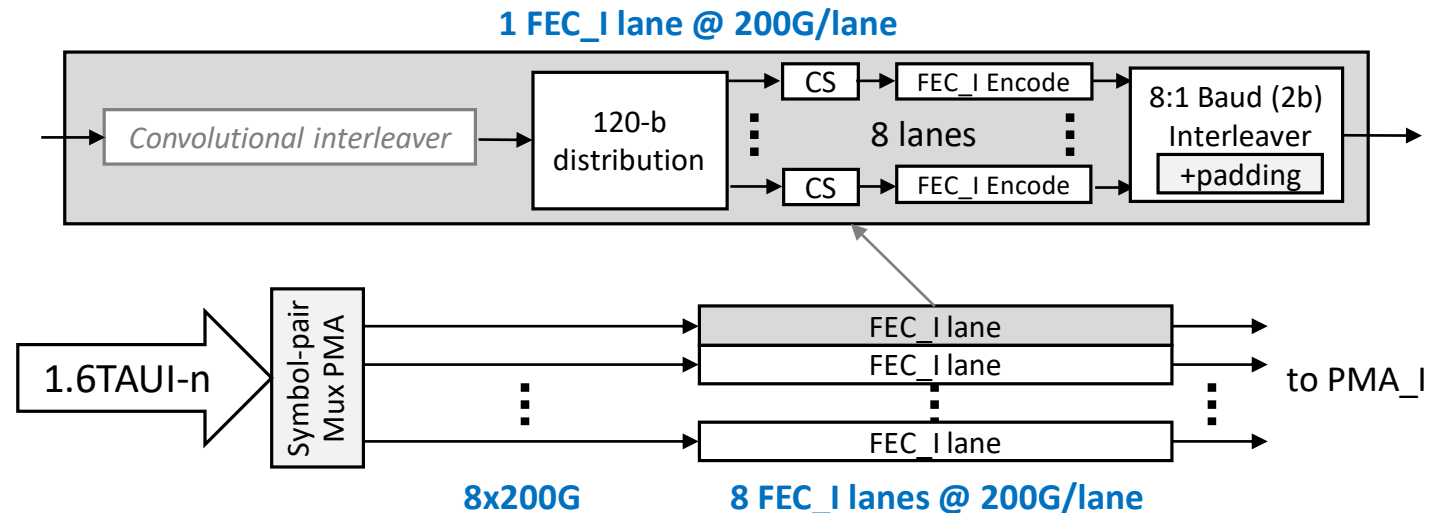 1 FEC_I lane @ 200G/lane
Convolutional interleaver
120-b
distribution
CS
FEC_I Encode
8 lanes
CS
FEC_I Encode
8:1 Baud (2b)
Interleaver
+padding
1.6TAUI-n
Symbol-pair
Mux PMA
FEC_I lane
FEC_I lane
FEC_I lane
to PMA_I
8x200G
8 FEC_I lanes @ 200G/lane